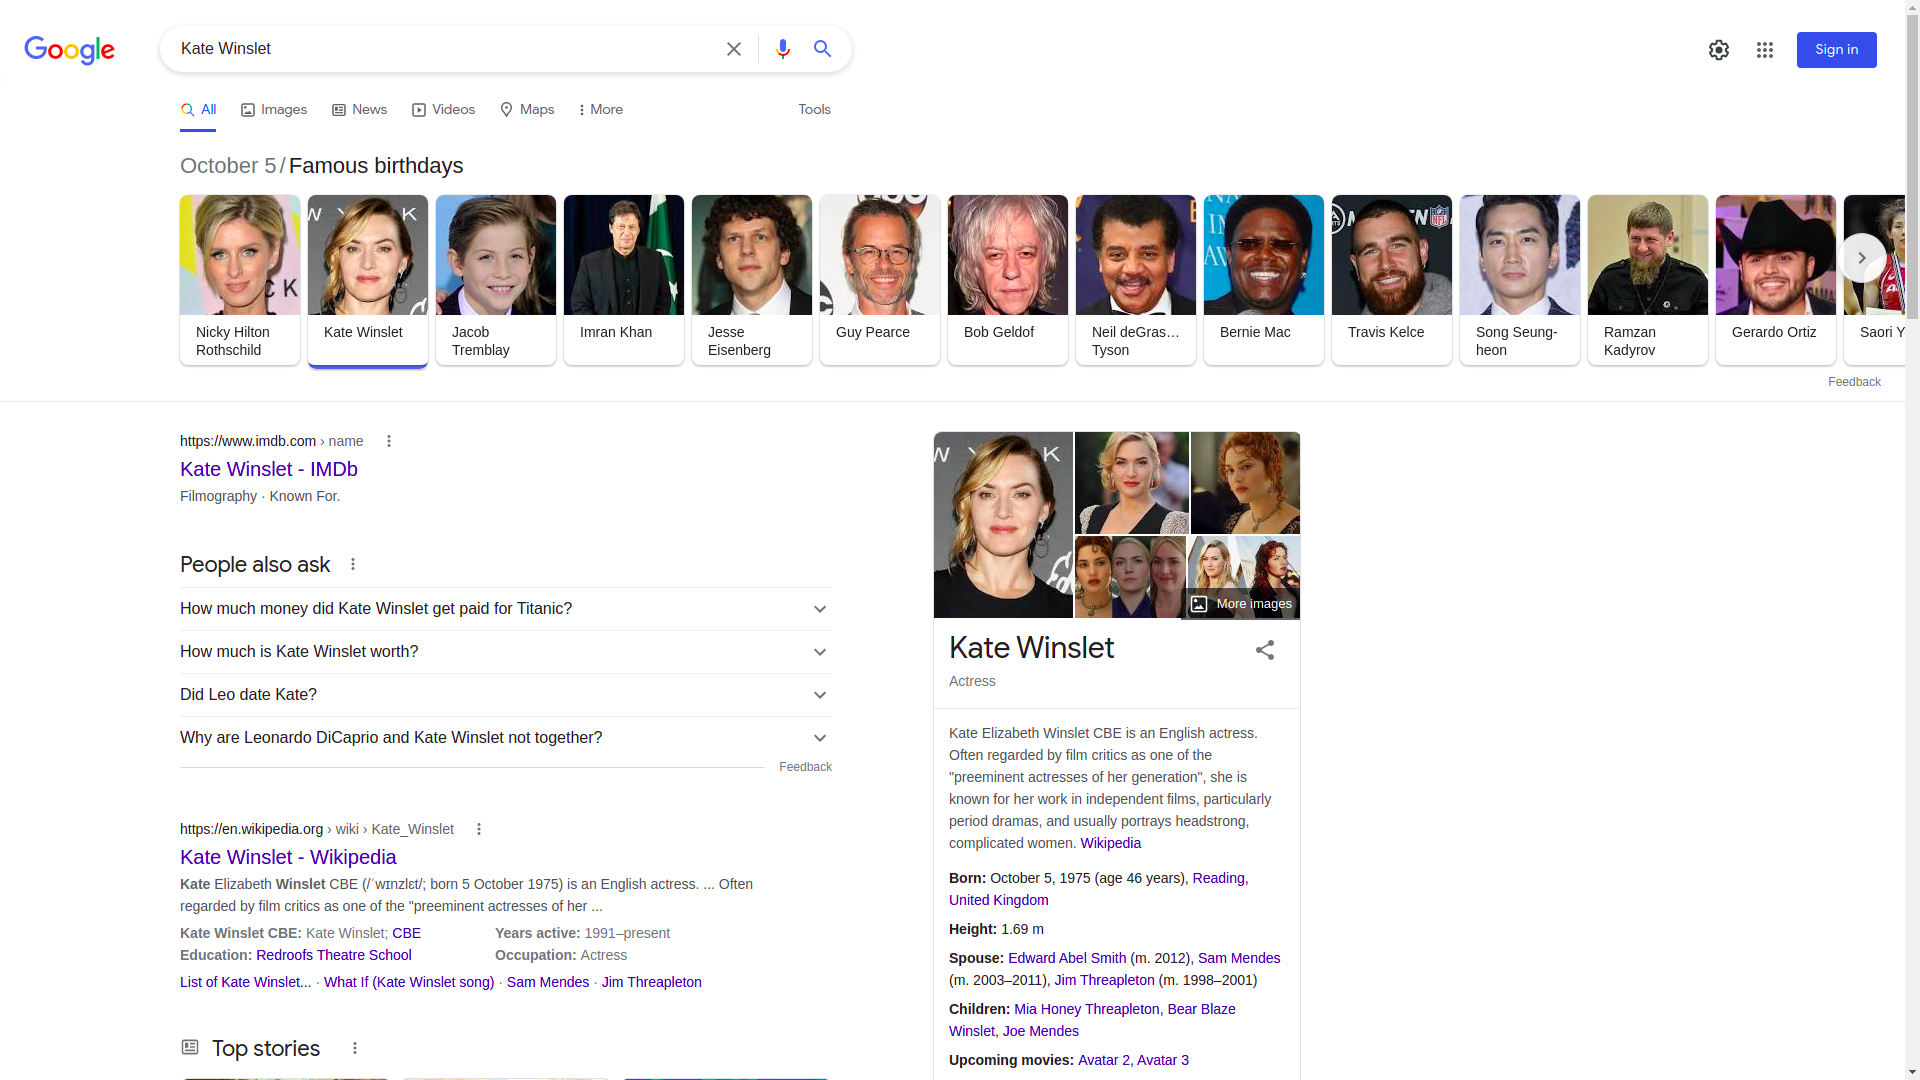 Google
Kate Winslet
Sign in
All
Images
News
Videos
Maps
More
Tools
October 5 / Famous birthdays
Nicky Hilton
Rothschild
Kate Winslet
Jacob
Tremblay
Imran Khan
Jesse
Eisenberg
Guy Pearce
Bob Geldof
Neil deGras…
Tyson
Bernie Mac
Travis Kelce
Song Seung-
heon
Ramzan
Kadyrov
Gerardo Ortiz
Saori Y
Feedback
https://www.imdb.com › name
Kate Winslet - IMDb
Filmography · Known For.
People also ask
How much money did Kate Winslet get paid for Titanic?
How much is Kate Winslet worth?
Did Leo date Kate?
Why are Leonardo DiCaprio and Kate Winslet not together?
Feedback
https://en.wikipedia.org › wiki › Kate_Winslet
Kate Winslet - Wikipedia
Kate Elizabeth Winslet CBE (/ˈwɪnzlɛt/; born 5 October 1975) is an English actress. ... Often
regarded by film critics as one of the "preeminent actresses of her ...
Kate Winslet CBE: Kate Winslet; CBE
Years active: 1991–present
Education: Redroofs Theatre School
Occupation: Actress
List of Kate Winslet... · What If (Kate Winslet song) · Sam Mendes · Jim Threapleton
Top stories
More images
Kate Winslet
Actress
Kate Elizabeth Winslet CBE is an English actress.
Often regarded by film critics as one of the
"preeminent actresses of her generation", she is
known for her work in independent films, particularly
period dramas, and usually portrays headstrong,
complicated women. Wikipedia
Born: October 5, 1975 (age 46 years), Reading,
United Kingdom
Height: 1.69 m
Spouse: Edward Abel Smith (m. 2012), Sam Mendes
(m. 2003–2011), Jim Threapleton (m. 1998–2001)
Children: Mia Honey Threapleton, Bear Blaze
Winslet, Joe Mendes
Upcoming movies: Avatar 2, Avatar 3